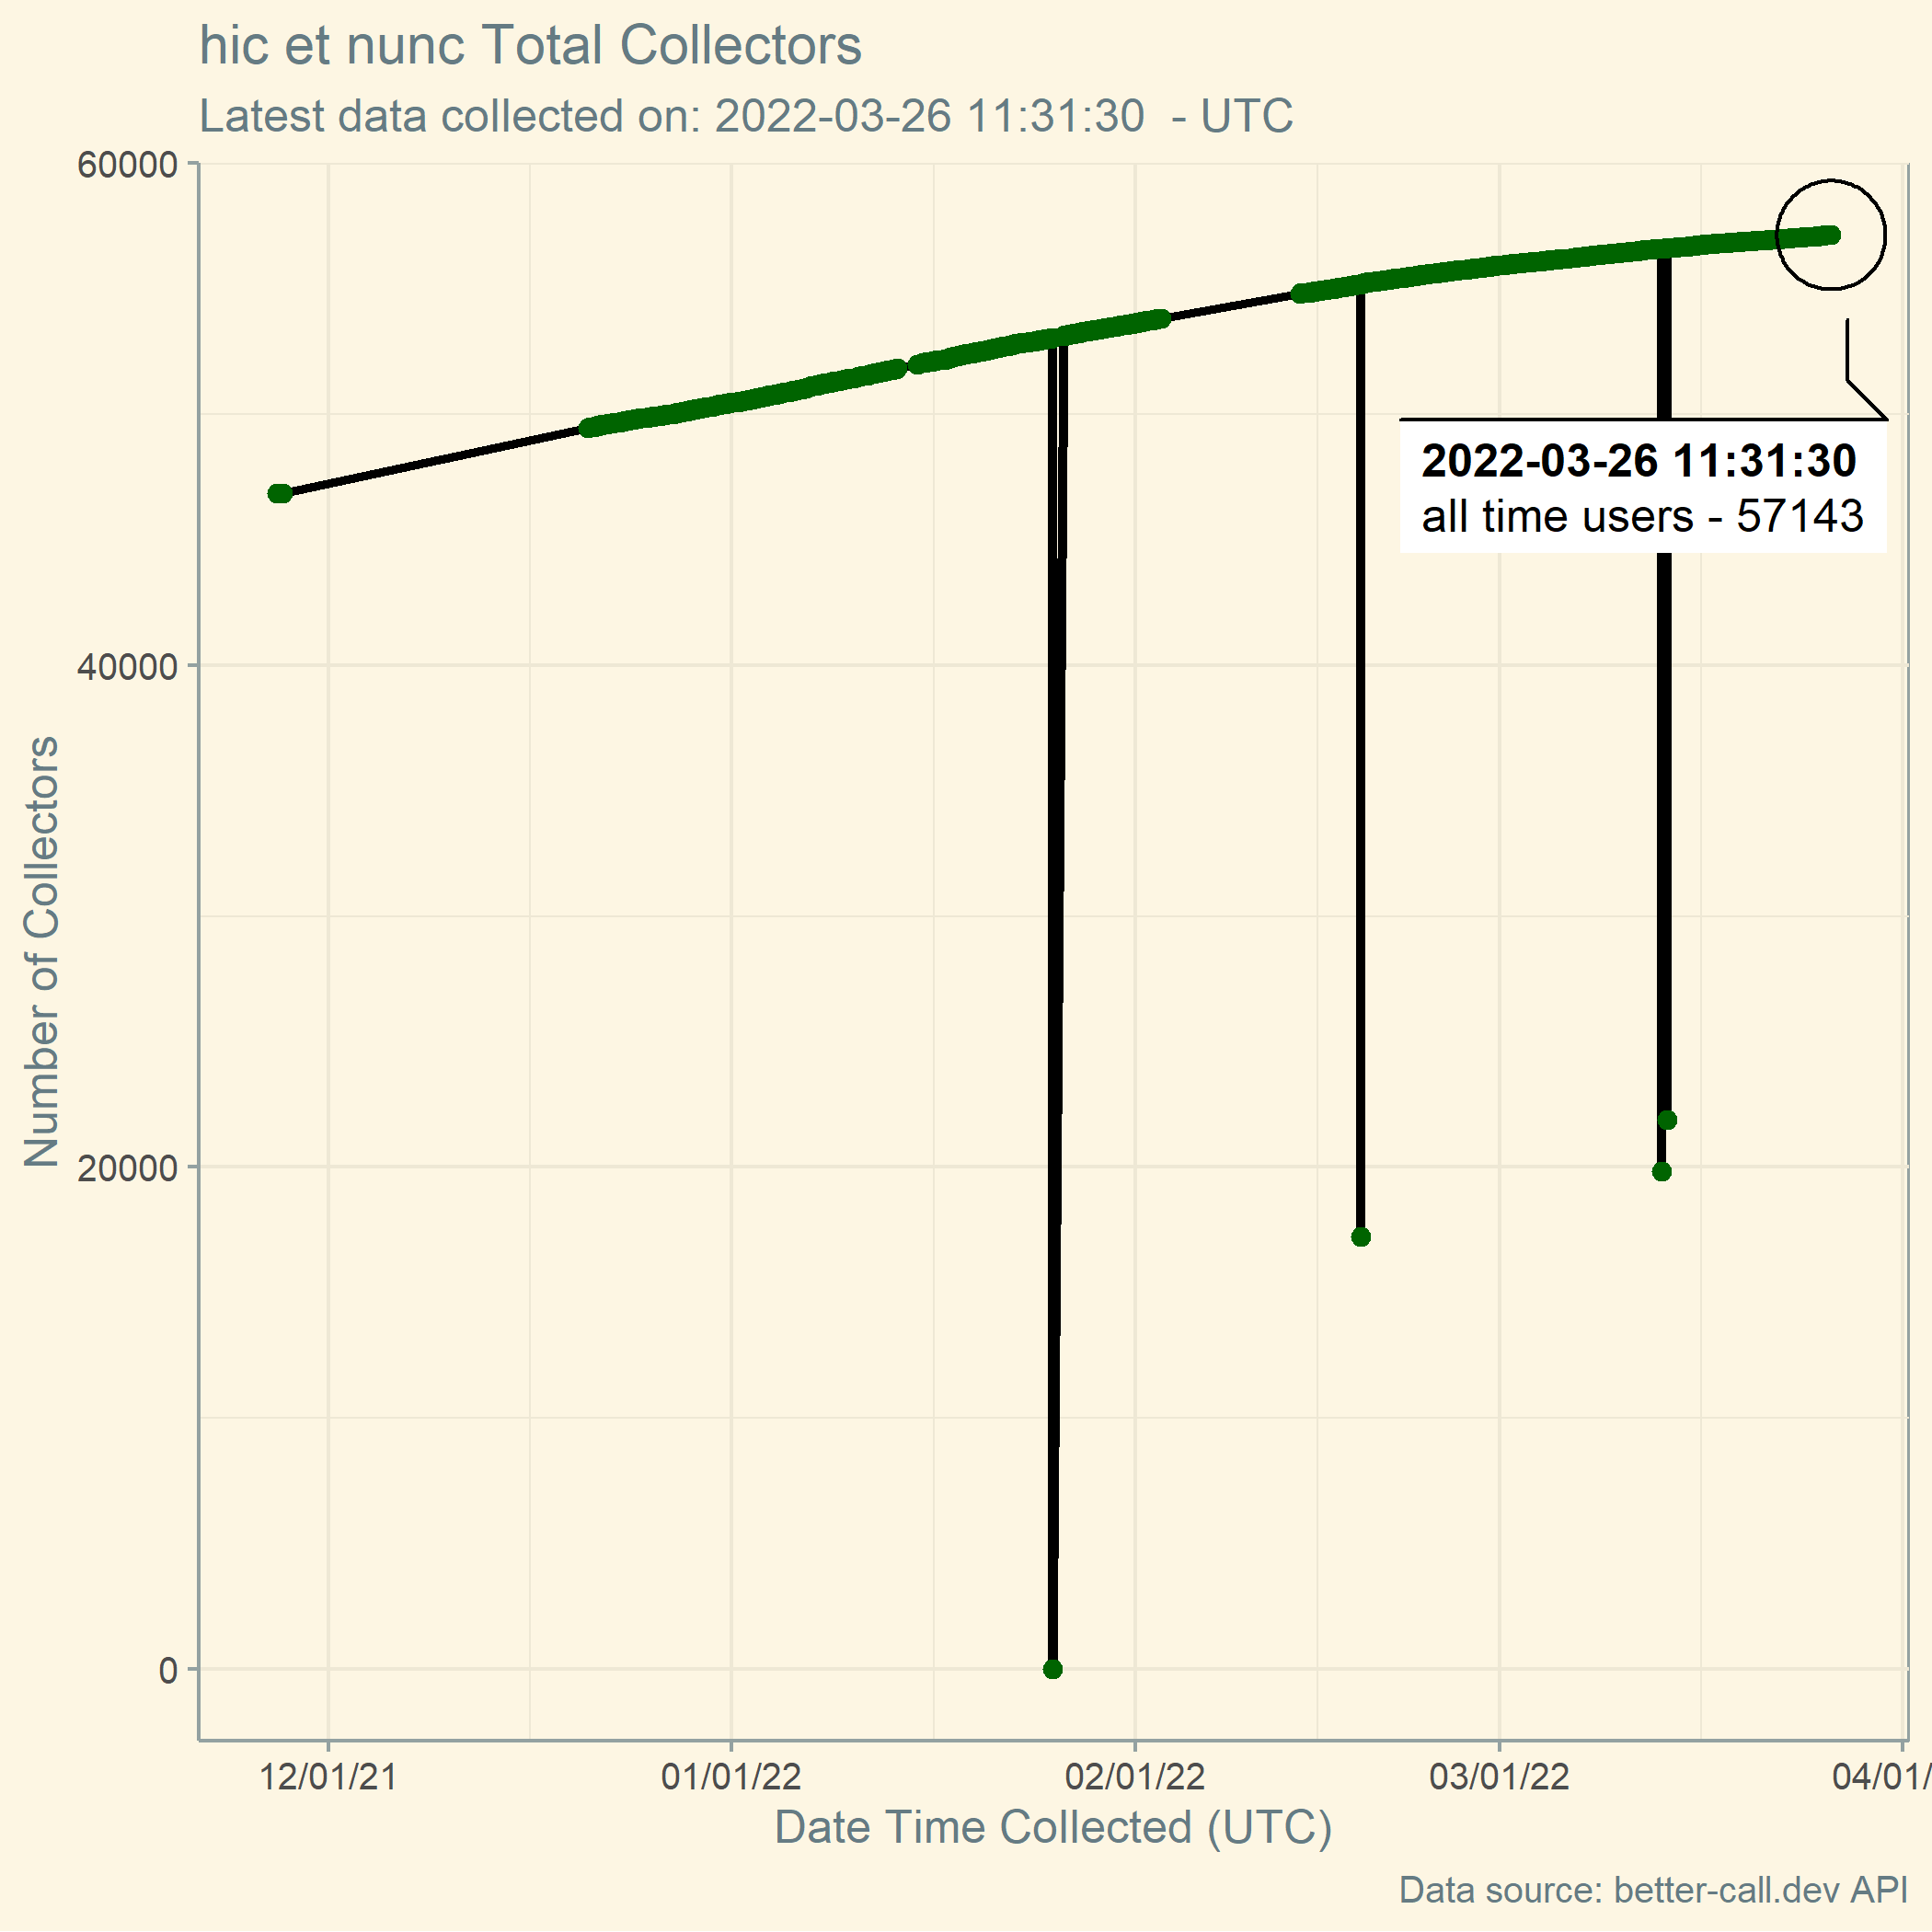 hic et nunc Total Collectors
Latest data collected on: 2022-03-26 11:31:30  - UTC
60000
40000
20000
0
Number of Collectors
2022-03-26 11:31:30
all time users - 57143
12/01/21
01/01/22
02/01/22
03/01/22
04/01/
Date Time Collected (UTC)
Data source: better-call.dev API